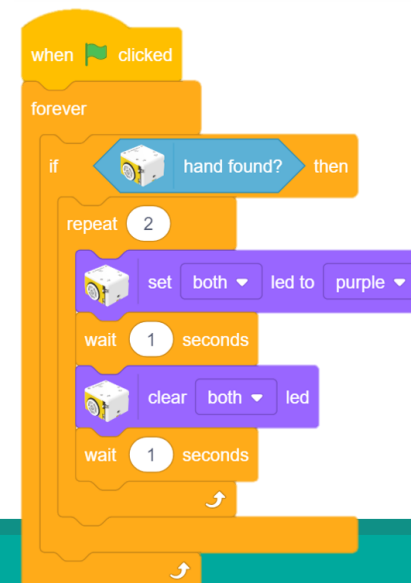 when clicked
forever
if hand found? then
repeat 2
set both led to purple
wait 1 seconds
clear both led
wait 1 seconds